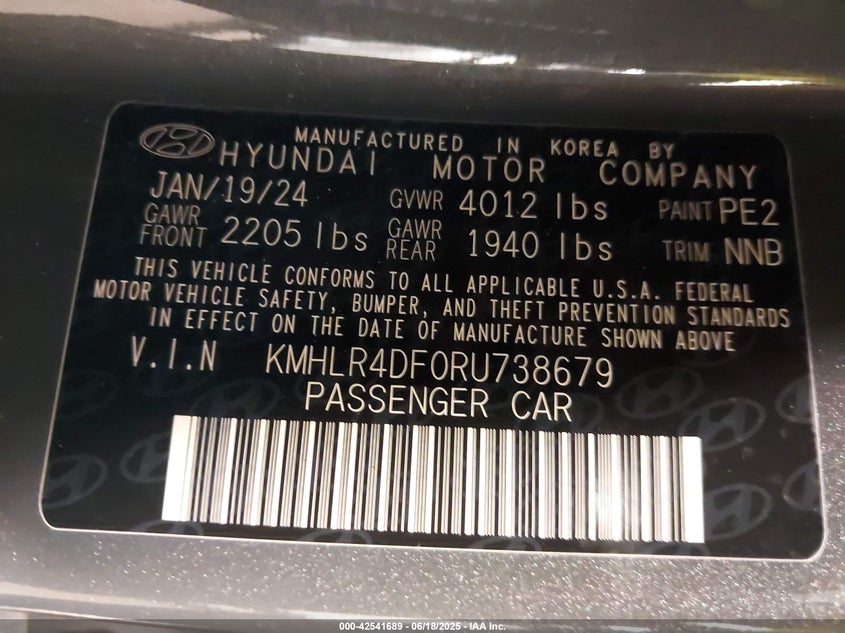 MANUFACTURED IN KOREA BY
HYUNDAI MOTOR COMPANY
JAN/19/24 GVWR 4012 lbs PAINT PE2
GAWR FRONT 2205 lbs GAWR REAR 1940 lbs TRIM NNB
THIS VEHICLE CONFORMS TO ALL APPLICABLE U.S.A. FEDERAL
MOTOR VEHICLE SAFETY, BUMPER, AND THEFT PREVENTION STANDARDS
IN EFFECT ON THE DATE OF MANUFACTURE SHOWN ABOVE
V.I.N KMHLR4DF0RU738679
PASSENGER CAR
000-42541689 - 06/18/2025 - IAA Inc.